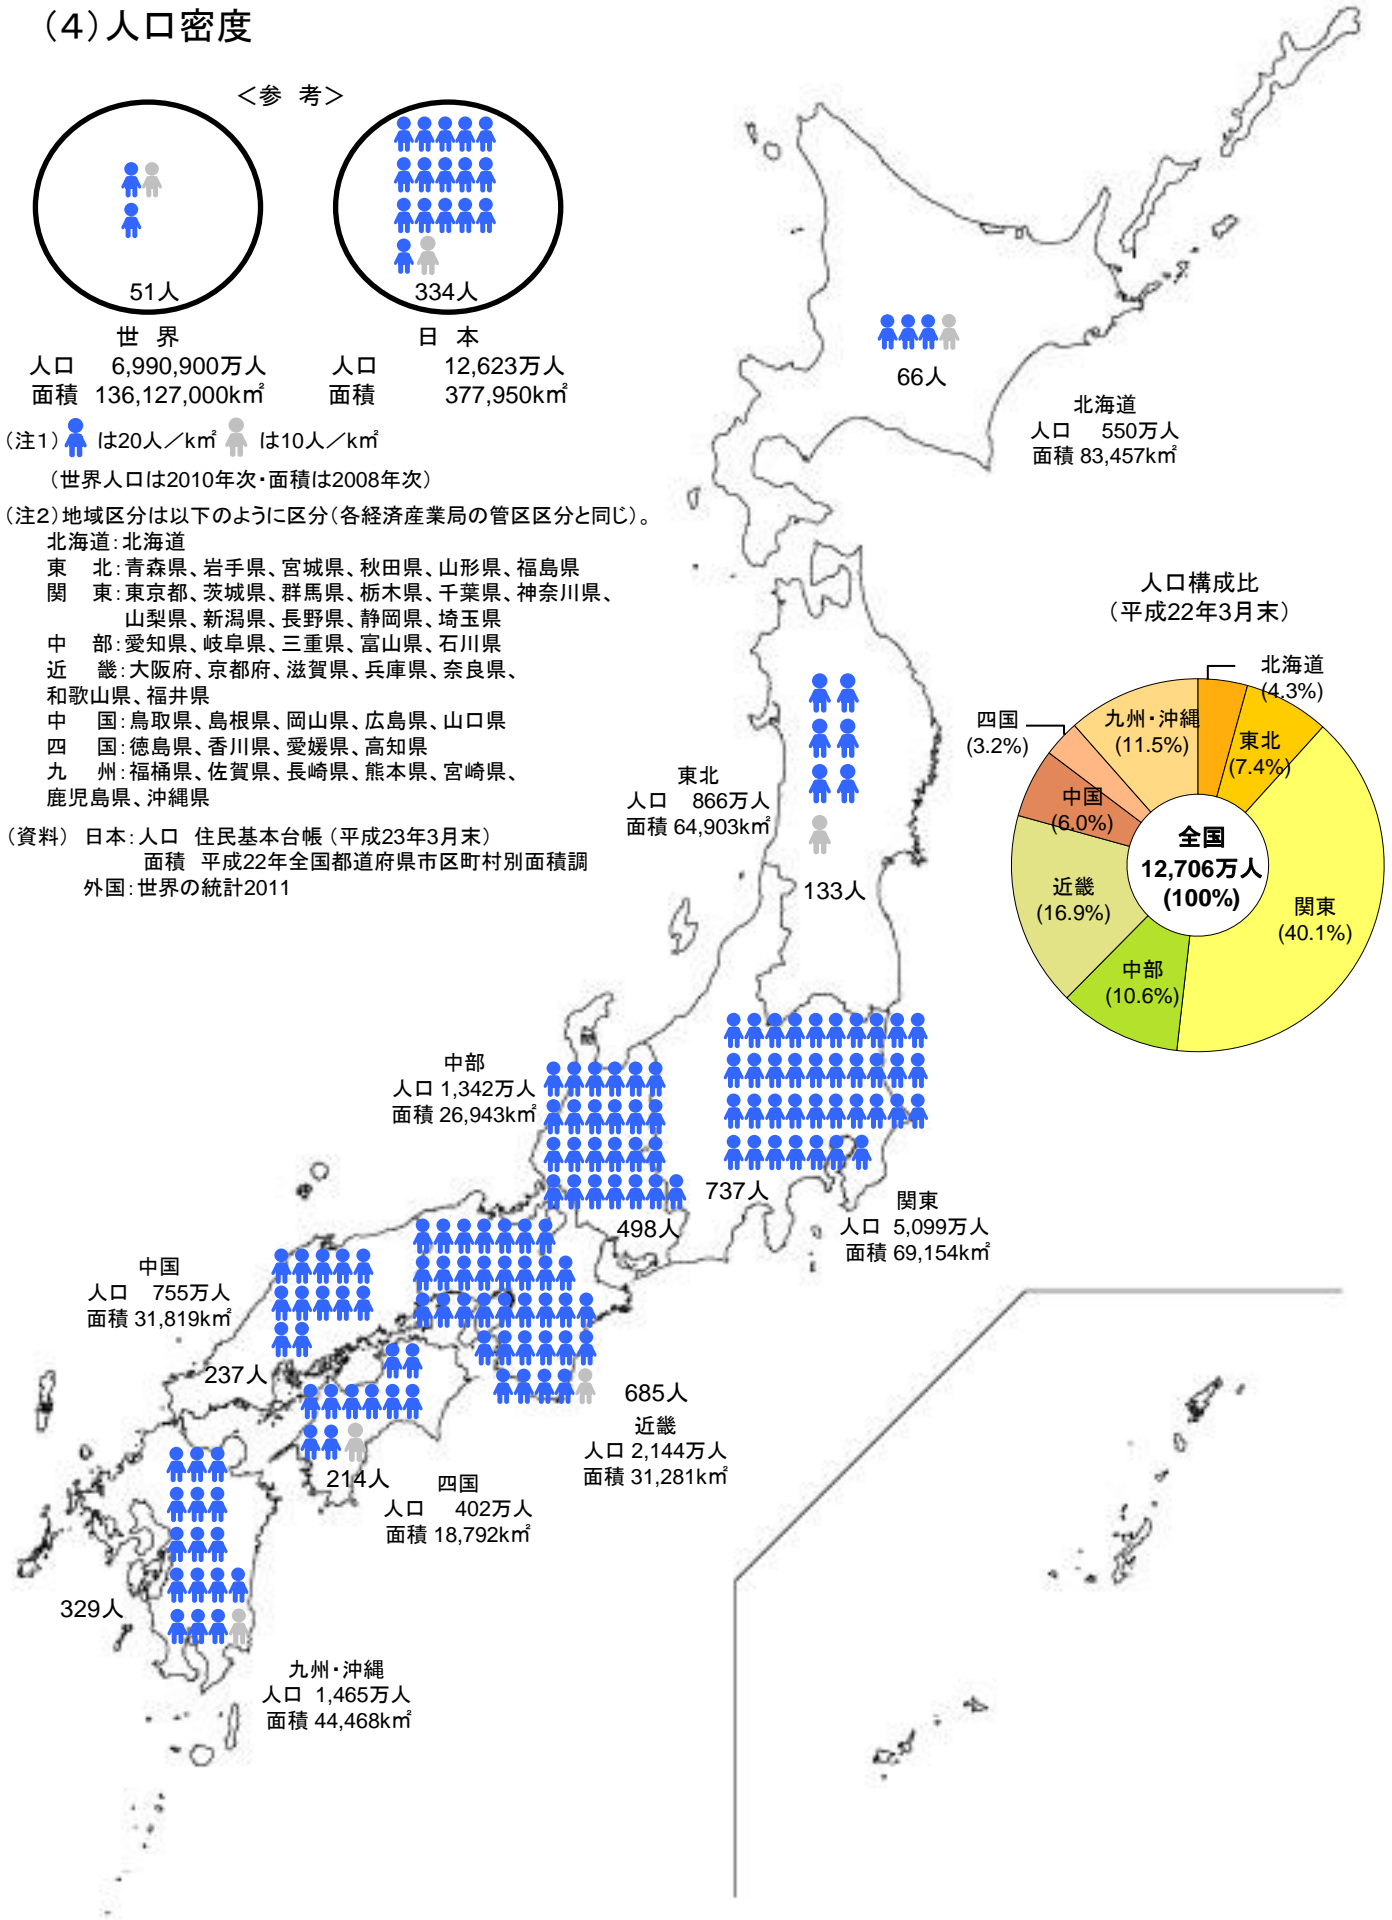 (4)人口密度
＜参 考＞
51人
334人
世 界
人口 6,990,900万人
面積 136,127,000k㎡
日 本
人口 12,623万人
面積 377,950k㎡
(注1) は20人／k㎡ は10人／k㎡
(世界人口は2010年次・面積は2008年次)
(注2)地域区分は以下のように区分(各経済産業局の管区区分と同じ)。
北海道：北海道
東 北：青森県、岩手県、宮城県、秋田県、山形県、福島県
関 東：東京都、茨城県、群馬県、栃木県、千葉県、神奈川県、
山梨県、新潟県、長野県、静岡県、埼玉県
中 部：愛知県、岐阜県、三重県、富山県、石川県
近 畿：大阪府、京都府、滋賀県、兵庫県、奈良県、
和歌山県、福井県
中 国：鳥取県、島根県、岡山県、広島県、山口県
四 国：徳島県、香川県、愛媛県、高知県
九 州：福桶県、佐賀県、長崎県、熊本県、宮崎県、
鹿児島県、沖縄県
(資料) 日本：人口 住民基本台帳(平成23年3月末)
面積 平成22年全国都道府県市区町村別面積調
外国：世界の統計2011
66人
北海道
人口 550万人
面積 83,457k㎡
人口構成比
(平成22年3月末)
北海道
(4.3%)
東北
(7.4%)
関東
(40.1%)
中部
(10.6%)
近畿
(16.9%)
中国
(6.0%)
四国
(3.2%)
九州・沖縄
(11.5%)
全国
12,706万人
(100%)
東北
人口 866万人
面積 64,903k㎡
133人
中部
人口 1,342万人
面積 26,943k㎡
498人
737人
関東
人口 5,099万人
面積 69,154k㎡
中国
人口 755万人
面積 31,819k㎡
237人
685人
近畿
人口 2,144万人
面積 31,281k㎡
214人
四国
人口 402万人
面積 18,792k㎡
329人
九州・沖縄
人口 1,465万人
面積 44,468k㎡